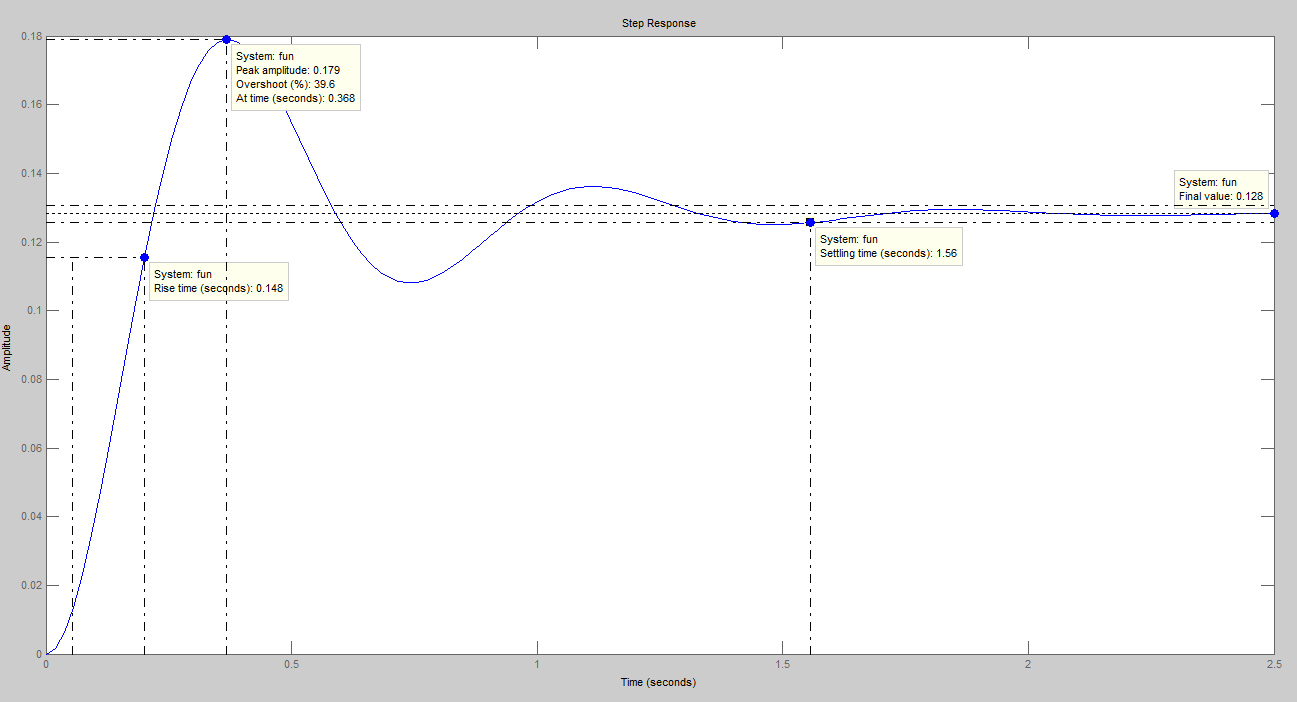 Step Response
0.18
0.16
0.14
0.12
0.1
0.08
0.06
0.04
0.02
0
Amplitude
System: fun
Peak amplitude: 0.179
Overshoot (%): 39.6
At time (seconds): 0.368
System: fun
Final value: 0.128
System: fun
Settling time (seconds): 1.56
System: fun
Rise time (seconds): 0.148
0
0.5
1
1.5
2
2.5
Time (seconds)